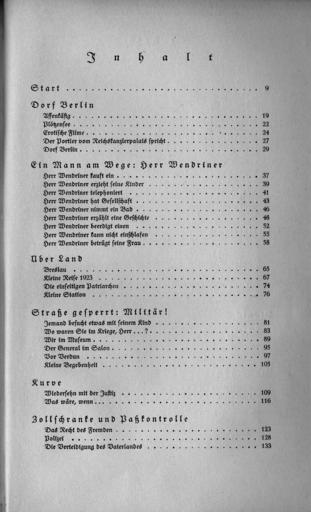 Inhalt
Start . . . . . . . . . . 9
Dorf Berlin
Affenkäfig . . . . . . . . . . 19
Plötzensee . . . . . . . . . . 22
Erotische Filme . . . . . . . . . . 24
Der Portier vom Reichskanzlerpalais spricht . . . . . . . . . . 27
Dorf Berlin . . . . . . . . . . 29
Ein Mann am Wege: Herr Wendriner
Herr Wendriner kauft ein . . . . . . . . . . 37
Herr Wendriner erzieht seine Kinder . . . . . . . . . . 39
Herr Wendriner telephoniert . . . . . . . . . . 41
Herr Wendriner hat Gesellschaft . . . . . . . . . . 43
Herr Wendriner nimmt ein Bad . . . . . . . . . . 46
Herr Wendriner erzählt eine Geschichte . . . . . . . . . . 48
Herr Wendriner beerdigt einen . . . . . . . . . . 52
Herr Wendriner kann nicht einschlafen . . . . . . . . . . 55
Herr Wendriner betrügt seine Frau . . . . . . . . . . 58
Über Land
Breslau . . . . . . . . . . 65
Kleine Reise 1923 . . . . . . . . . . 67
Die einseitigen Patriarchen . . . . . . . . . . 74
Kleine Station . . . . . . . . . . 76
Straße gesperrt: Militär!
Jemand besucht etwas mit seinem Kind . . . . . . . . . . 81
Wo waren Sie im Kriege, Herr . . . ? . . . . . . . . . . 83
Wir im Museum . . . . . . . . . . 89
Der General im Salon . . . . . . . . . . 95
Vor Verdun . . . . . . . . . . 97
Kleine Begebenheit . . . . . . . . . . 105
Kurve
Wiedersehn mit der Justiz . . . . . . . . . . 109
Was wäre, wenn . . . . . . . . . . 116
Zollschranke und Paßkontrolle
Das Recht des Fremden . . . . . . . . . . 123
Polizei . . . . . . . . . . 128
Die Verteidigung des Vaterlandes . . . . . . . . . . 133